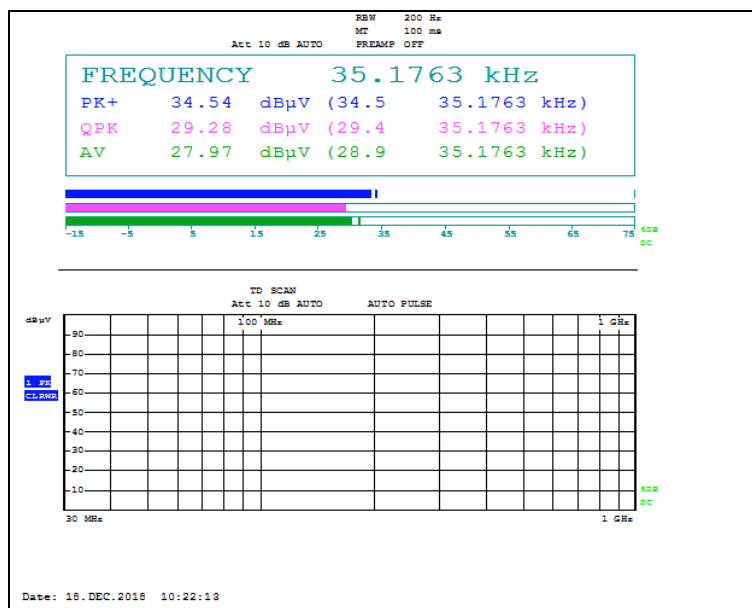 RBW 200 Hz
MT 100 ms
Att 10 dB AUTO PREAMP OFF
FREQUENCY 35.1763 kHz
PK+ 34.54 dBµV (34.5 35.1763 kHz)
QPK 29.28 dBµV (29.4 35.1763 kHz)
AV 27.97 dBµV (28.9 35.1763 kHz)
-15 -5 5 15 25 35 45 55 65 75
6DB
DC
TD SCAN
Att 10 dB AUTO AUTO PULSE
dBµV
100 MHz 1 GHz
90
80
70
1 PK
CLRWR
60
50
40
30
20
10
6DB
DC
30 MHz 1 GHz
Date: 18.DEC.2018 10:22:13